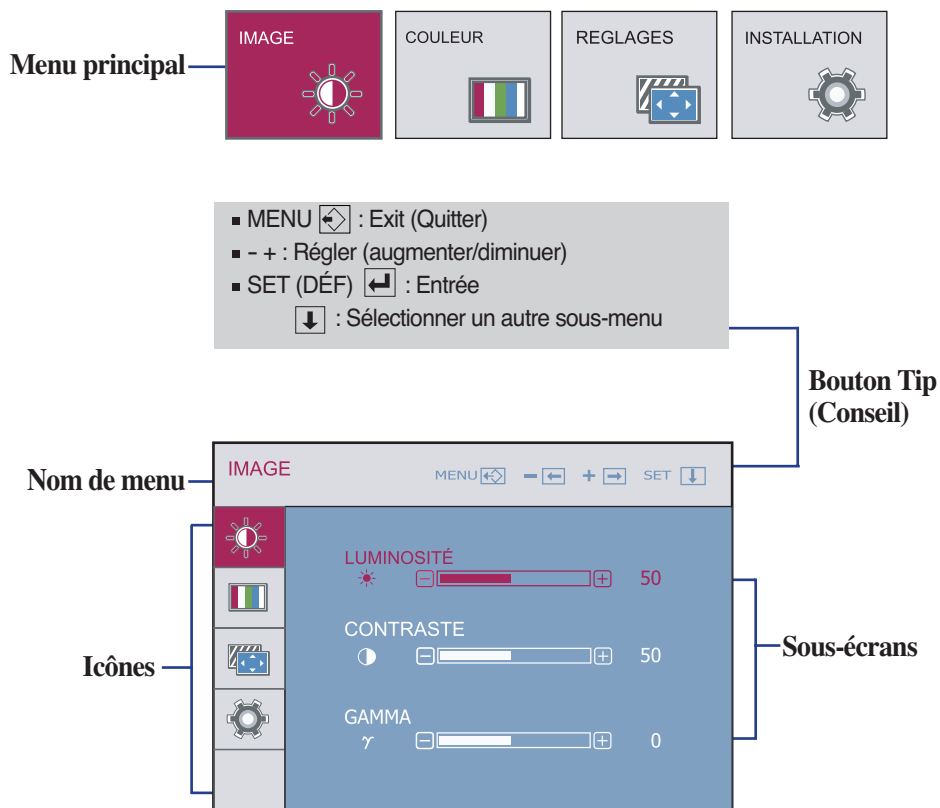 IMAGE COULEUR REGLAGES INSTALLATION
Menu principal
MENU : Exit (Quitter)
- + : Régler (augmenter/diminuer)
SET (DÉF) : Entrée
: Sélectionner un autre sous-menu
Bouton Tip
(Conseil)
Nom de menu
IMAGE MENU - + SET
LUMINOSITÉ
50
CONTRASTE
50
Icônes
Sous-écrans
GAMMA
γ - + 0